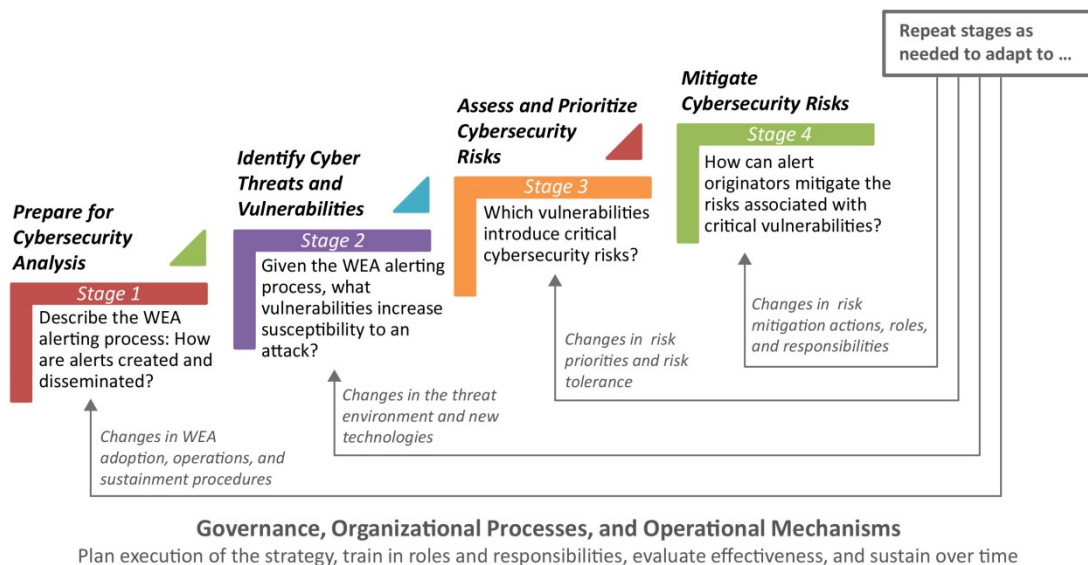 Repeat stages as
needed to adapt to ...
Mitigate
Cybersecurity Risks
Stage 4
How can alert
originators mitigate the
risks associated with
critical vulnerabilities?
Changes in risk
mitigation actions, roles,
and responsibilities
Assess and Prioritize
Cybersecurity
Risks
Stage 3
Which vulnerabilities
introduce critical
cybersecurity risks?
Changes in risk
priorities and risk
tolerance
Identify Cyber
Threats and
Vulnerabilities
Stage 2
Given the WEA alerting
process, what
vulnerabilities increase
susceptibility to an
attack?
Changes in the threat
environment and new
technologies
Prepare for
Cybersecurity
Analysis
Stage 1
Describe the WEA
alerting process: How
are alerts created and
disseminated?
Changes in WEA
adoption, operations, and
sustainment procedures
Governance, Organizational Processes, and Operational Mechanisms
Plan execution of the strategy, train in roles and responsibilities, evaluate effectiveness, and sustain over time